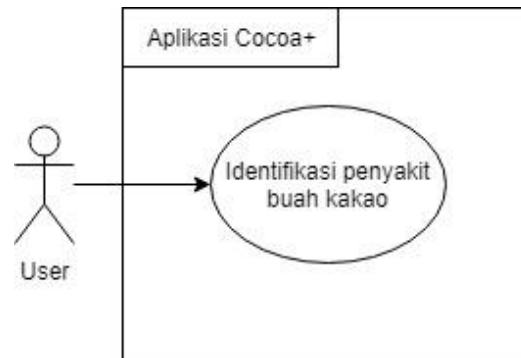 Aplikasi Cocoa+
Identifikasi penyakit
buah kakao
User